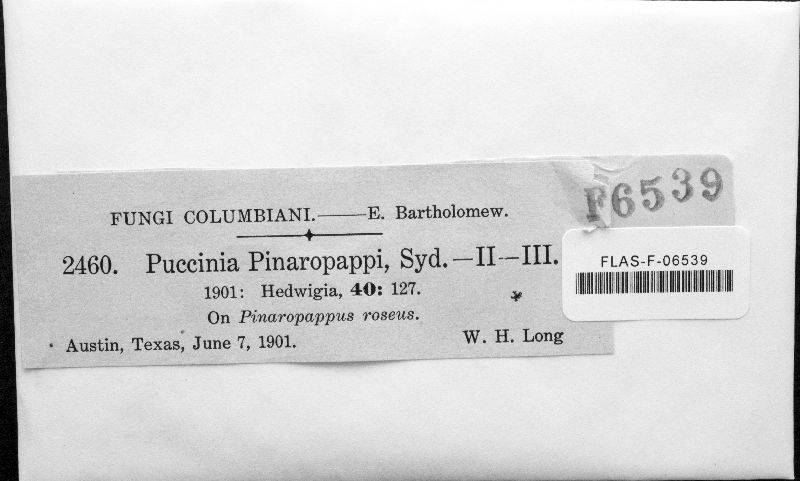 F6539
FUNGI COLUMBIANI.——E. Bartholomew.
2460. Puccinia Pinaropappi, Syd.—II—III.
FLAS-F-06539
1901: Hedwigia, 40: 127.
On Pinaropappus roseus.
Austin, Texas, June 7, 1901. W. H. Long